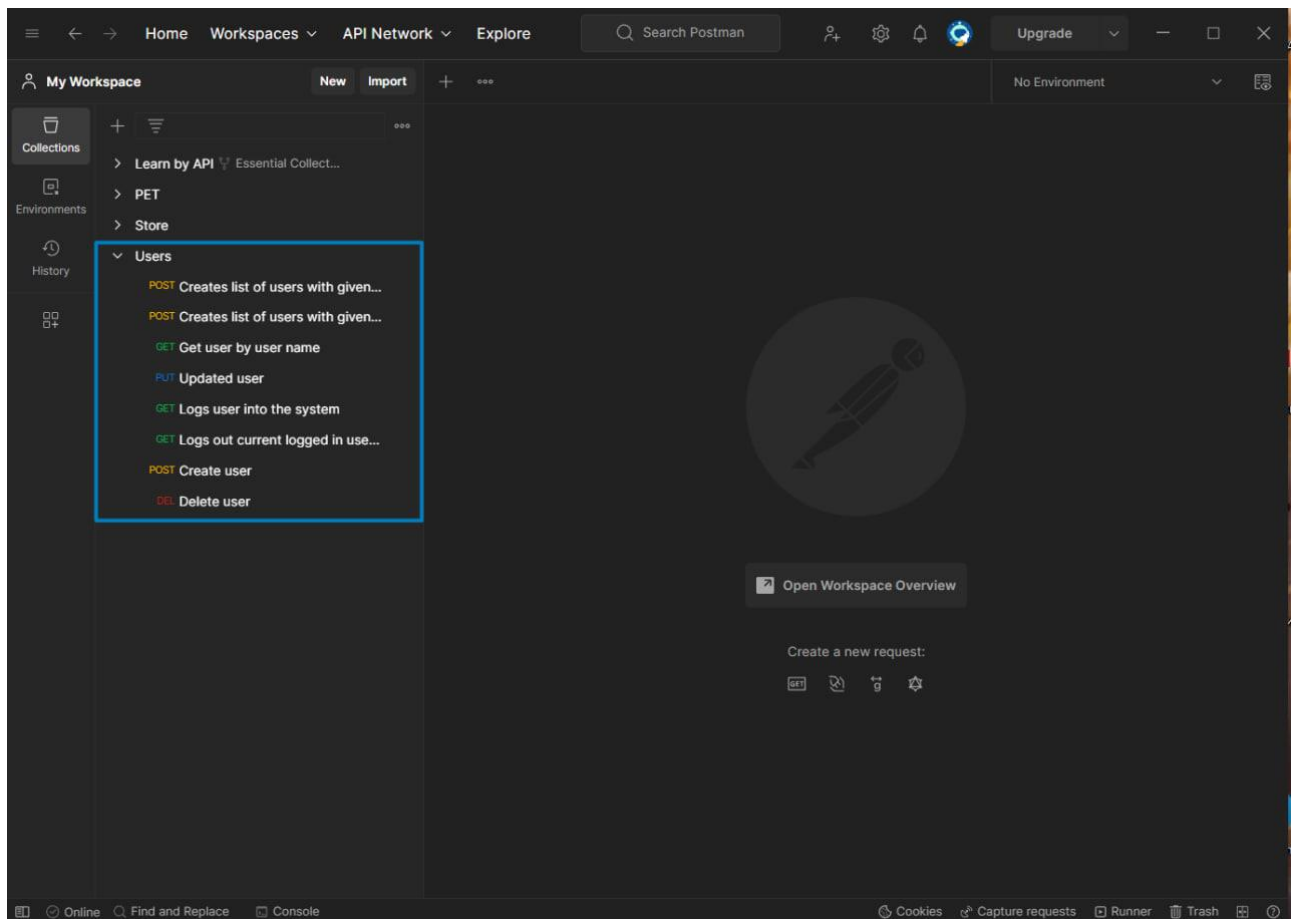 Home Workspaces API Network Explore Search Postman Upgrade
My Workspace New Import No Environment
Collections
Learn by API Essential Collect...
Environments
PET
Store
History
Users
POST Creates list of users with given...
POST Creates list of users with given...
GET Get user by user name
PUT Updated user
GET Logs user into the system
GET Logs out current logged in use...
POST Create user
DEL Delete user
Open Workspace Overview
Create a new request:
GET
Online Find and Replace Console Cookies Capture requests Runner Trash